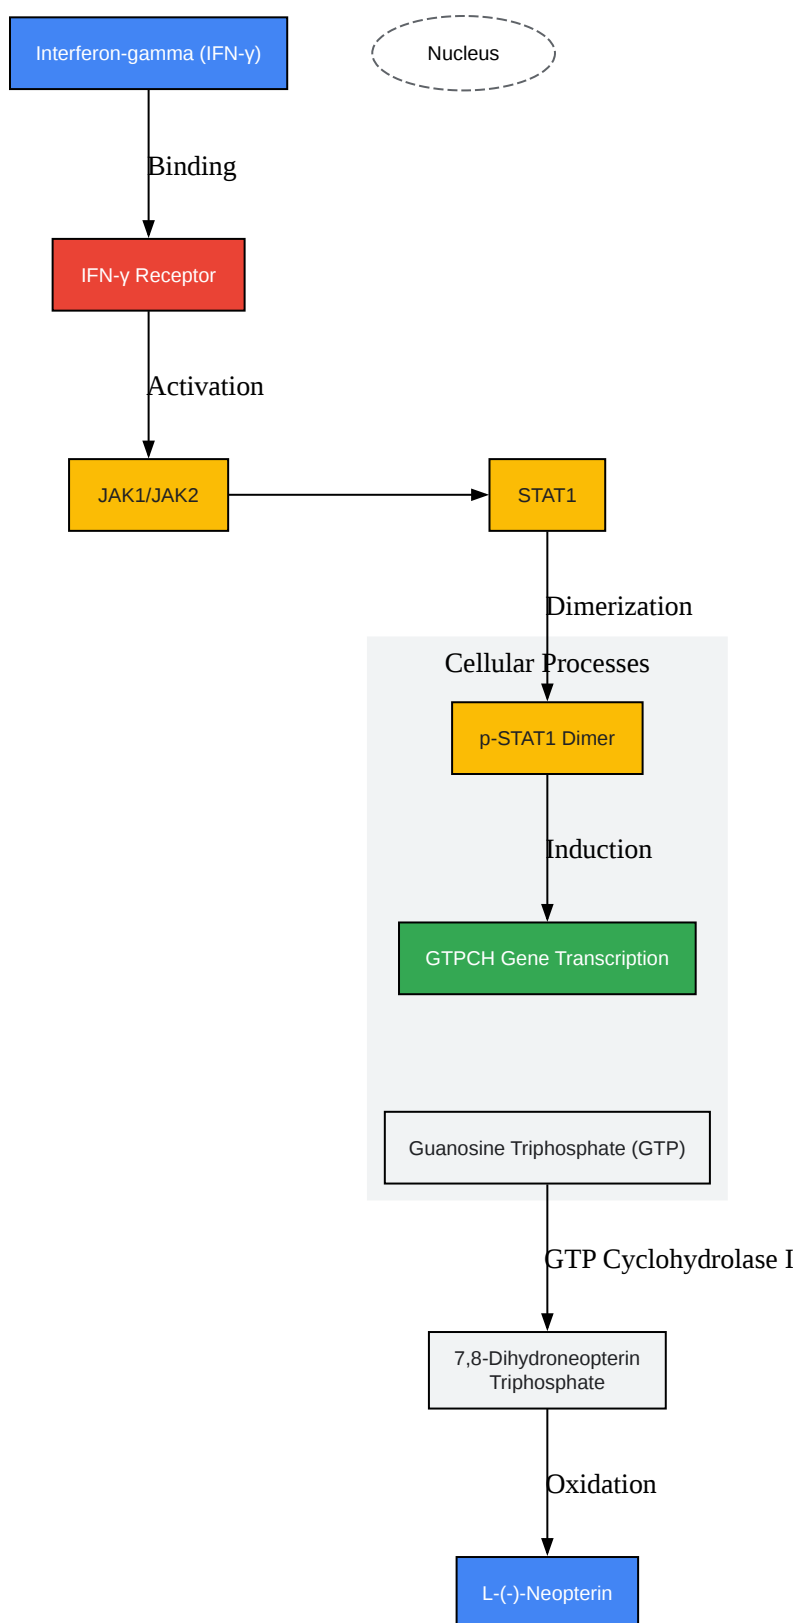 Interferon-gamma (IFN-γ)
Nucleus
Binding
IFN-γ Receptor
Activation
JAK1/JAK2
STAT1
Dimerization
Cellular Processes
p-STAT1 Dimer
Induction
GTPCH Gene Transcription
Guanosine Triphosphate (GTP)
GTP Cyclohydrolase I
7,8-Dihydroneopterin
Triphosphate
Oxidation
L-(-)-Neopterin